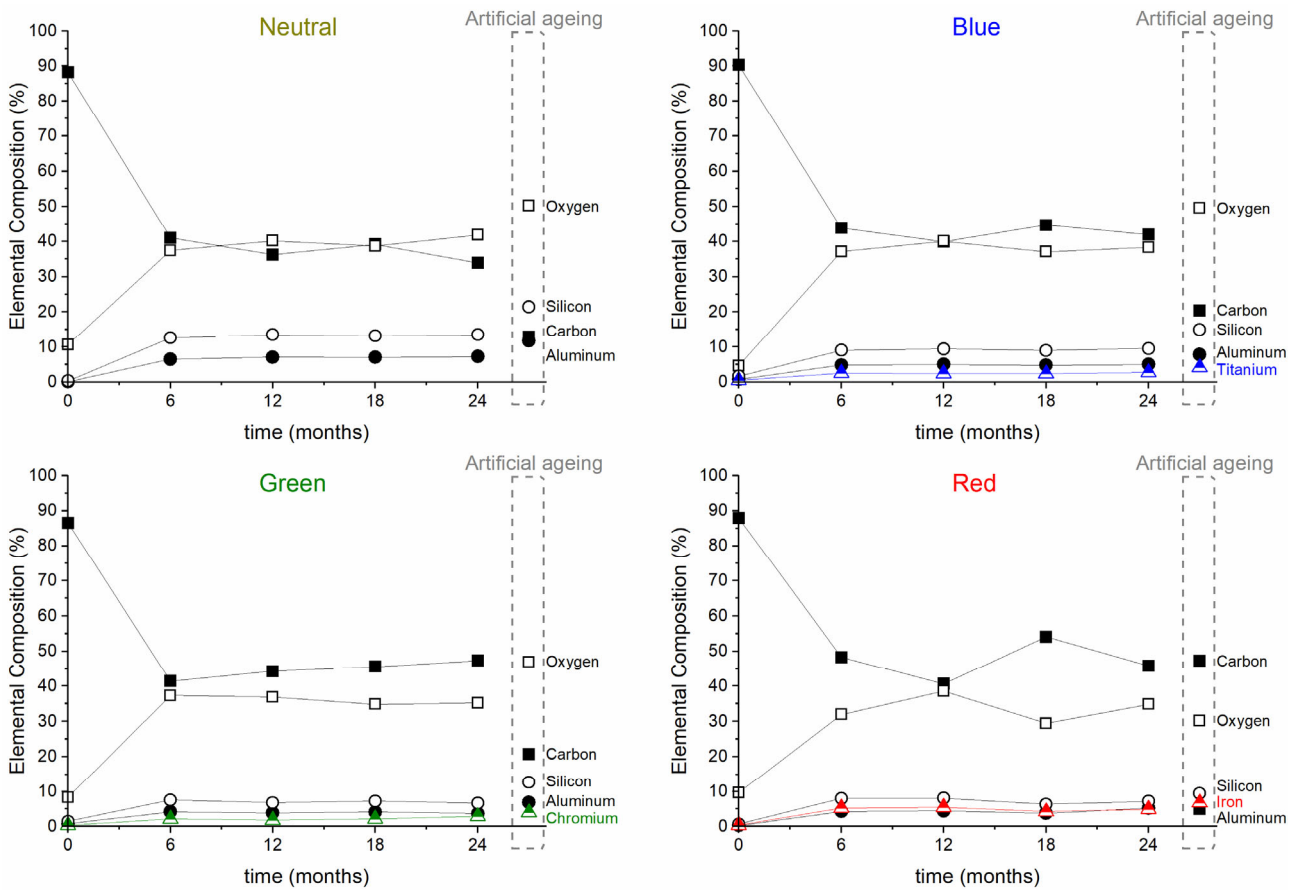 Neutral
Artificial ageing
Elemental Composition (%)
100
90
80
70
60
50
40
30
20
10
0
Oxygen
Silicon
Carbon
Aluminum
0 6 12 18 24
time (months)
Blue
Artificial ageing
Elemental Composition (%)
100
90
80
70
60
50
40
30
20
10
0
Oxygen
Carbon
Silicon
Aluminum
Titanium
0 6 12 18 24
time (months)
Green
Artificial ageing
Elemental Composition (%)
100
90
80
70
60
50
40
30
20
10
0
Oxygen
Carbon
Silicon
Aluminum
Chromium
0 6 12 18 24
time (months)
Red
Artificial ageing
Elemental Composition (%)
100
90
80
70
60
50
40
30
20
10
0
Carbon
Oxygen
Silicon
Iron
Aluminum
0 6 12 18 24
time (months)